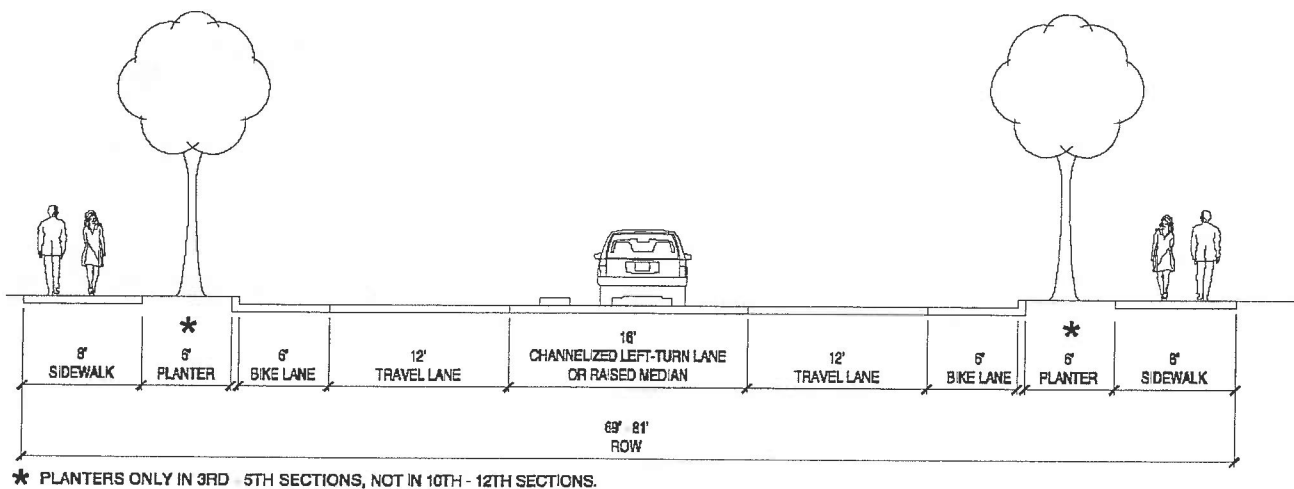 *
8'
SIDEWALK
6'
PLANTER
6'
BIKE LANE
12'
TRAVEL LANE
16'
CHANNELIZED LEFT-TURN LANE
OR RAISED MEDIAN
12'
TRAVEL LANE
6'
BIKE LANE
*
6'
PLANTER
8'
SIDEWALK
69' - 81'
ROW
* PLANTERS ONLY IN 3RD - 5TH SECTIONS, NOT IN 10TH - 12TH SECTIONS.